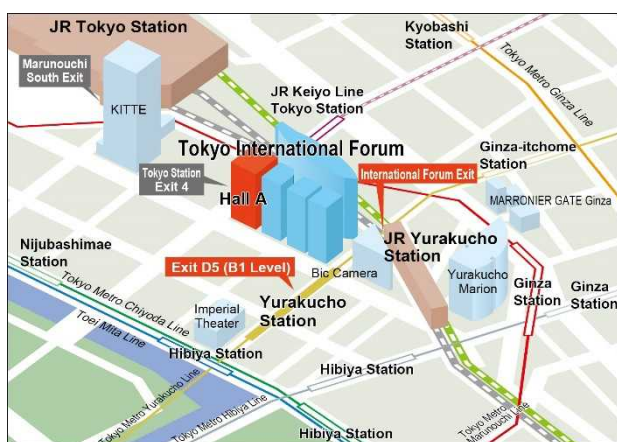 JR Tokyo Station
Marunouchi
South Exit
KITTE
Kyobashi
Station
Tokyo Metro Ginza Line
JR Keiyo Line
Tokyo Station
Tokyo International Forum
Ginza-itchome
Station
Tokyo Station
Exit 4
Hall A
International Forum Exit
MARRONIER GATE Ginza
JR Yurakucho
Station
Nijubashimae
Station
Exit D5 (B1 Level)
Bic Camera
Yurakucho
Marion
Ginza
Station
Ginza
Station
Tokyo Metro Chiyoda Line
Toei Mita Line
Imperial
Theater
Yurakucho
Station
Hibiya Station
Hibiya Station
Tokyo Metro Yurakucho Line
Tokyo Metro Hibiya Line
Hibiya Station
Tokyo Metro
Marunouchi Line